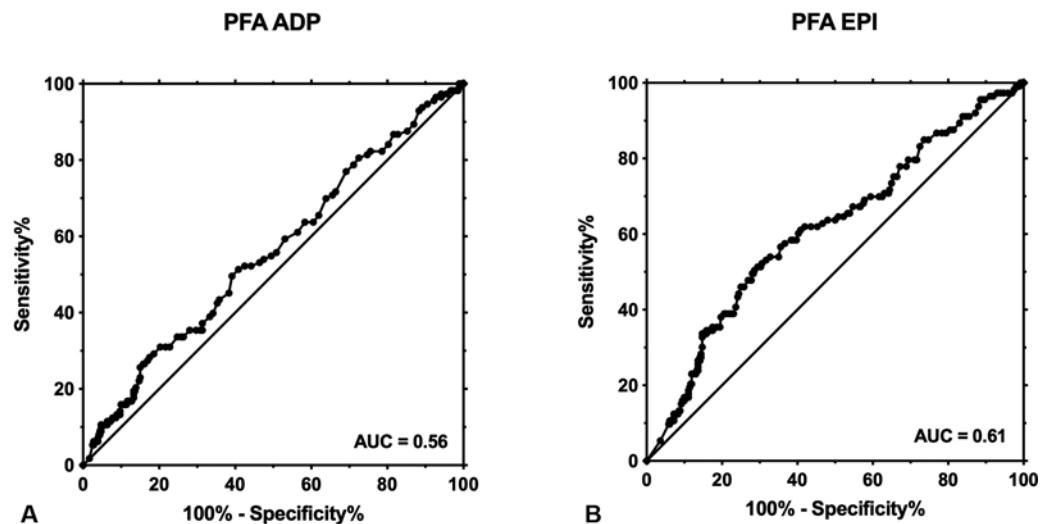 PFA ADP
100
80
60
40
20
0
Sensitivity%
0 20 40 60 80 100
100% - Specificity%
AUC = 0.56
A
PFA EPI
100
80
60
40
20
0
Sensitivity%
0 20 40 60 80 100
100% - Specificity%
AUC = 0.61
B